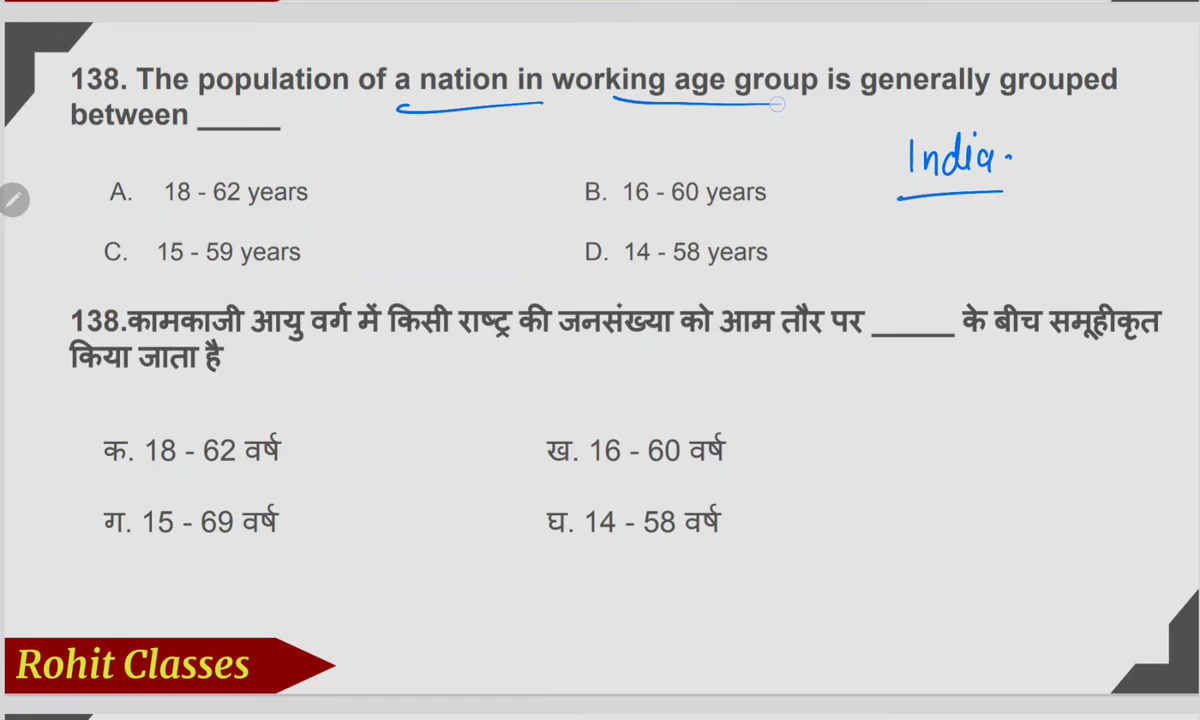 138. The population of a nation in working age group is generally grouped
between _____
India.
A. 18 - 62 years B. 16 - 60 years
C. 15 - 59 years D. 14 - 58 years
138.कामकाजी आयु वर्ग में किसी राष्ट्र की जनसंख्या को आम तौर पर _____ के बीच समूहीकृत
किया जाता है
क. 18 - 62 वर्ष ख. 16 - 60 वर्ष
ग. 15 - 69 वर्ष घ. 14 - 58 वर्ष
Rohit Classes